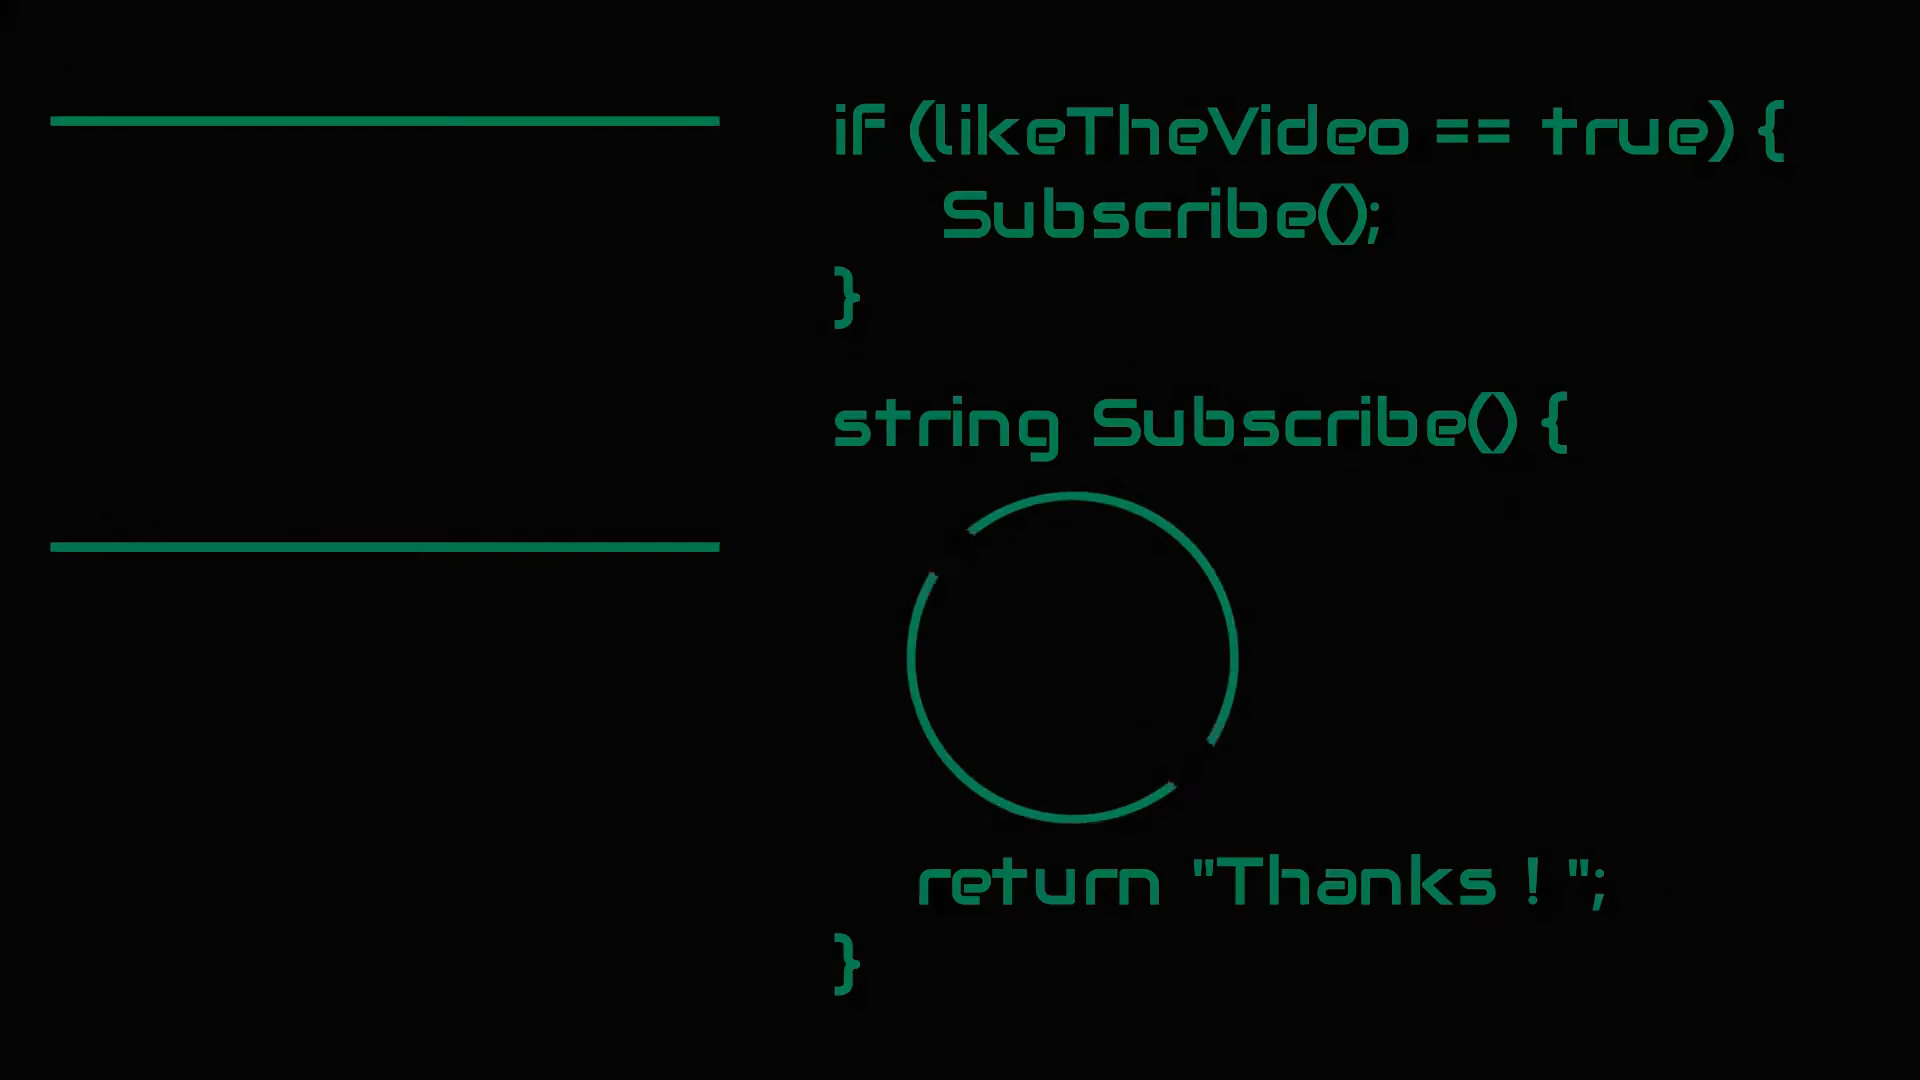 if (likeTheVideo == true) {
Subscribe();
}
string Subscribe() {
return "Thanks ! ";
}